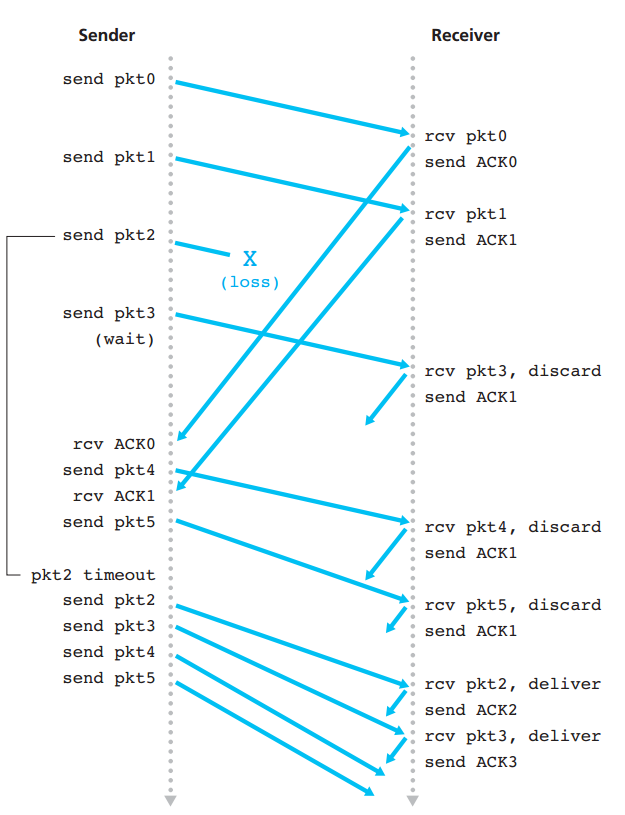 Sender
Receiver
send pkt0
rcv pkt0
send ACK0
send pkt1
rcv pkt1
send ACK1
send pkt2
X
(loss)
send pkt3
(wait)
rcv pkt3, discard
send ACK1
rcv ACK0
send pkt4
rcv ACK1
send pkt5
rcv pkt4, discard
send ACK1
pkt2 timeout
send pkt2
send pkt3
send pkt4
send pkt5
rcv pkt5, discard
send ACK1
rcv pkt2, deliver
send ACK2
rcv pkt3, deliver
send ACK3